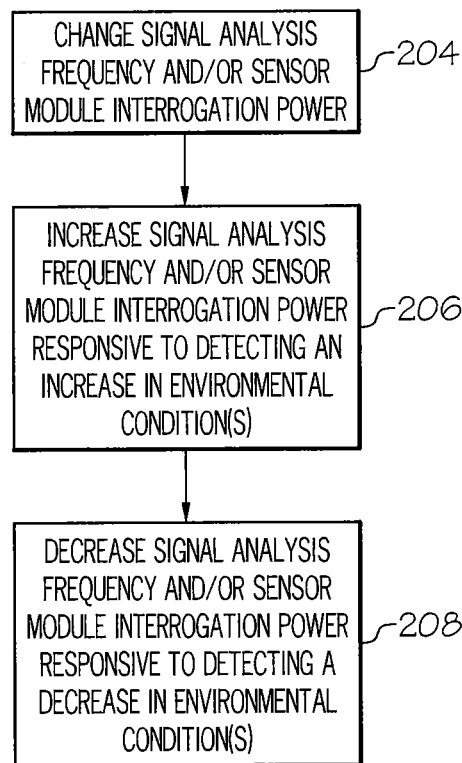 CHANGE SIGNAL ANALYSIS
FREQUENCY AND/OR SENSOR
MODULE INTERROGATION POWER
204
INCREASE SIGNAL ANALYSIS
FREQUENCY AND/OR SENSOR
MODULE INTERROGATION POWER
RESPONSIVE TO DETECTING AN
INCREASE IN ENVIRONMENTAL
CONDITION(S)
206
DECREASE SIGNAL ANALYSIS
FREQUENCY AND/OR SENSOR
MODULE INTERROGATION POWER
RESPONSIVE TO DETECTING A
DECREASE IN ENVIRONMENTAL
CONDITION(S)
208